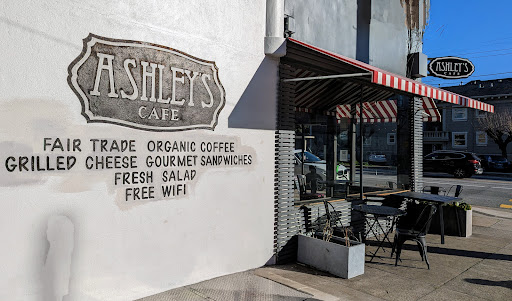 ASHLEY'S
CAFE
FAIR TRADE ORGANIC COFFEE
GRILLED CHEESE GOURMET SANDWICHES
FRESH SALAD
FREE WIFI
ASHLEY'S
CAFE